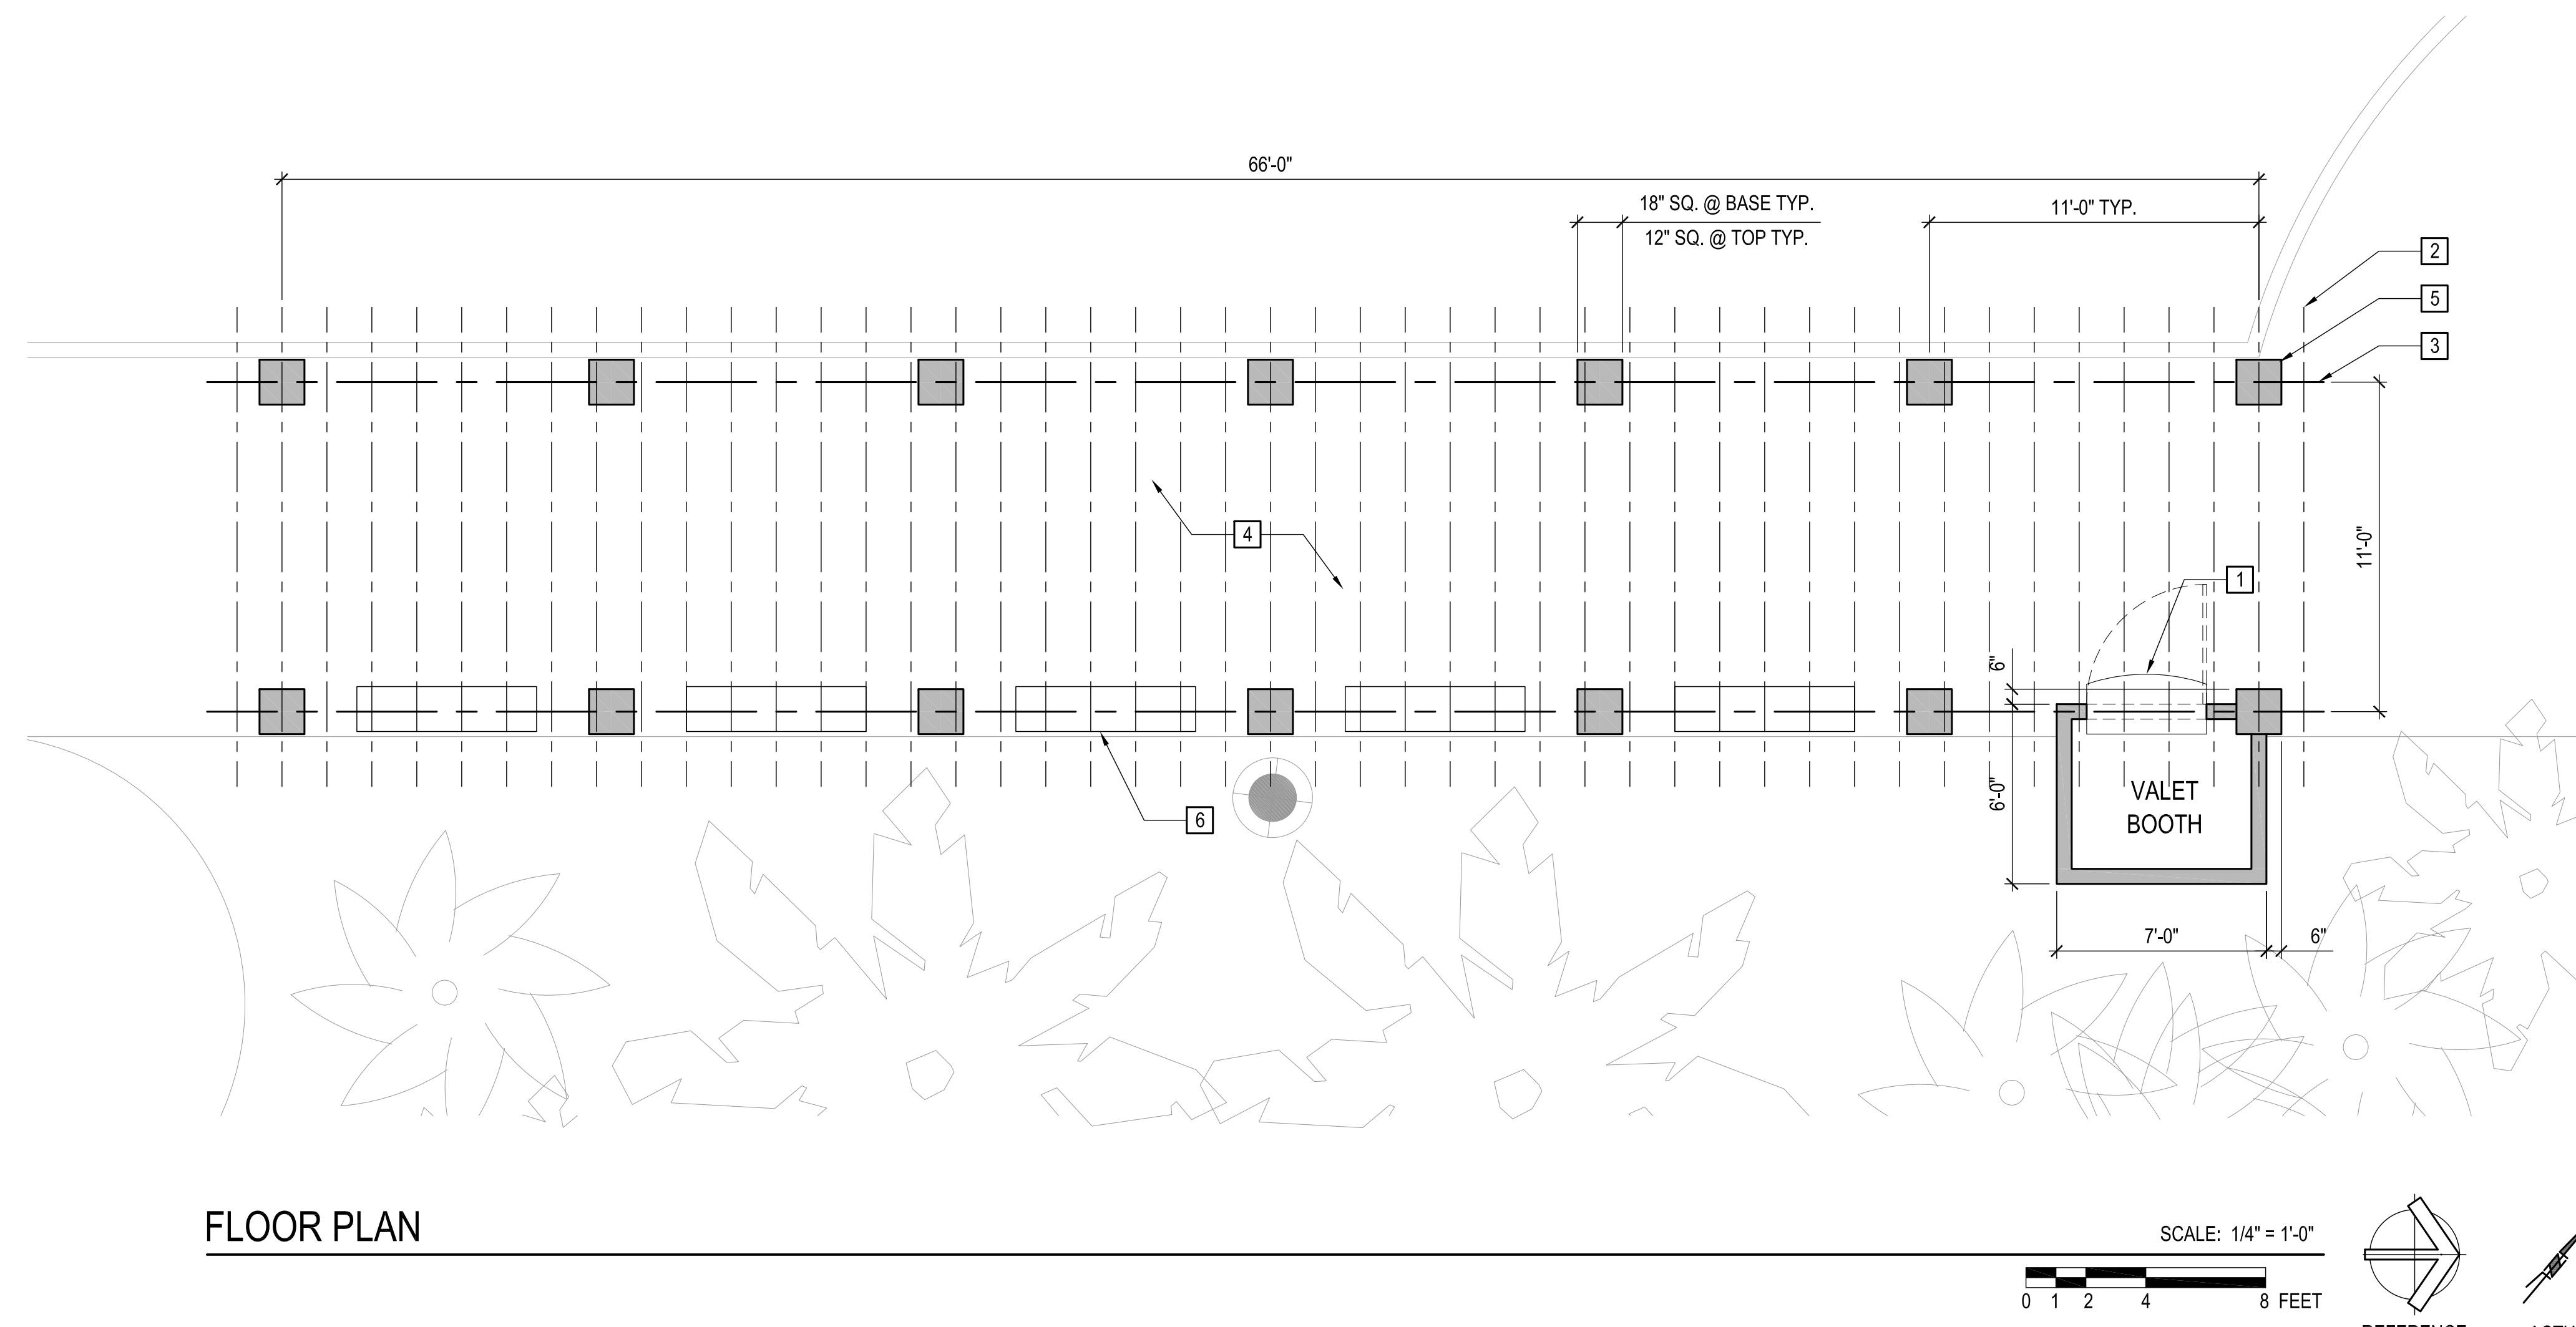 66'-0"
18" SQ. @ BASE TYP.
12" SQ. @ TOP TYP.
11'-0" TYP.
2
5
3
4
11'-0"
1
6"
6'-0"
VALET
BOOTH
6
7'-0"
6"
FLOOR PLAN
SCALE: 1/4" = 1'-0"
0 1 2 4 8 FEET